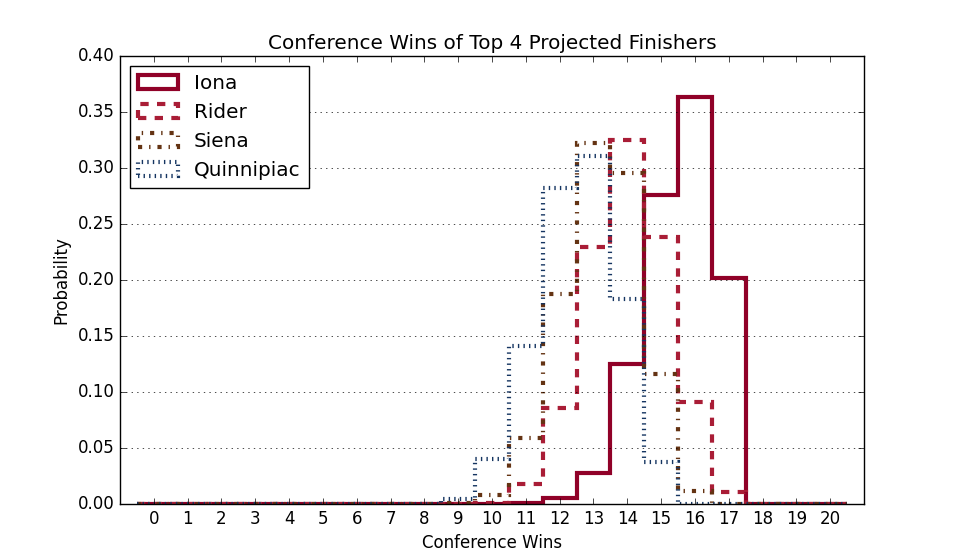 Conference Wins of Top 4 Projected Finishers
0.40
0.35
0.30
0.25
0.20
0.15
0.10
0.05
0.00
Probability
Iona
Rider
Siena
Quinnipiac
0 1 2 3 4 5 6 7 8 9 10 11 12 13 14 15 16 17 18 19 20
Conference Wins